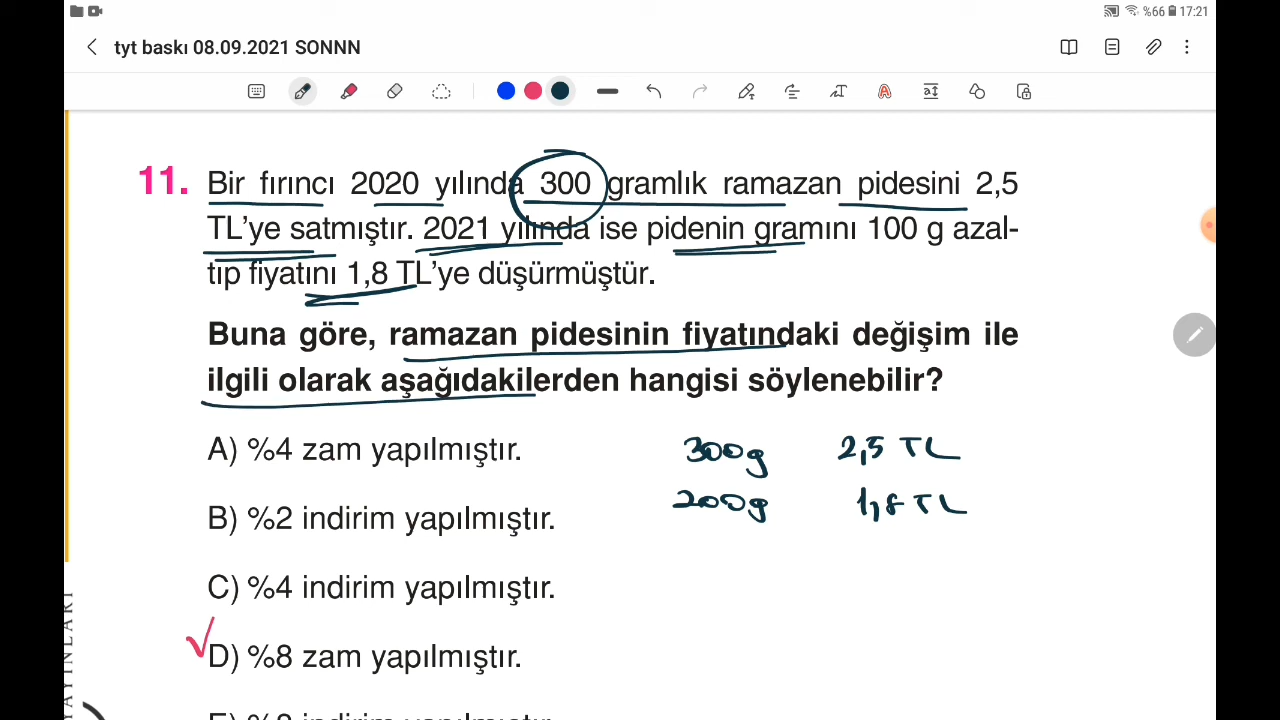 %66 17:21
tyt baskı 08.09.2021 SONNN
11. Bir fırıncı 2020 yılında 300 gramlık ramazan pidesini 2,5
TL’ye satmıştır. 2021 yılında ise pidenin gramını 100 g azal-
tıp fiyatını 1,8 TL’ye düşürmüştür.
Buna göre, ramazan pidesinin fiyatındaki değişim ile
ilgili olarak aşağıdakilerden hangisi söylenebilir?
A) %4 zam yapılmıştır.
300g 2,5 TL
200g 1,8 TL
B) %2 indirim yapılmıştır.
C) %4 indirim yapılmıştır.
D) %8 zam yapılmıştır.
YAYINLARI